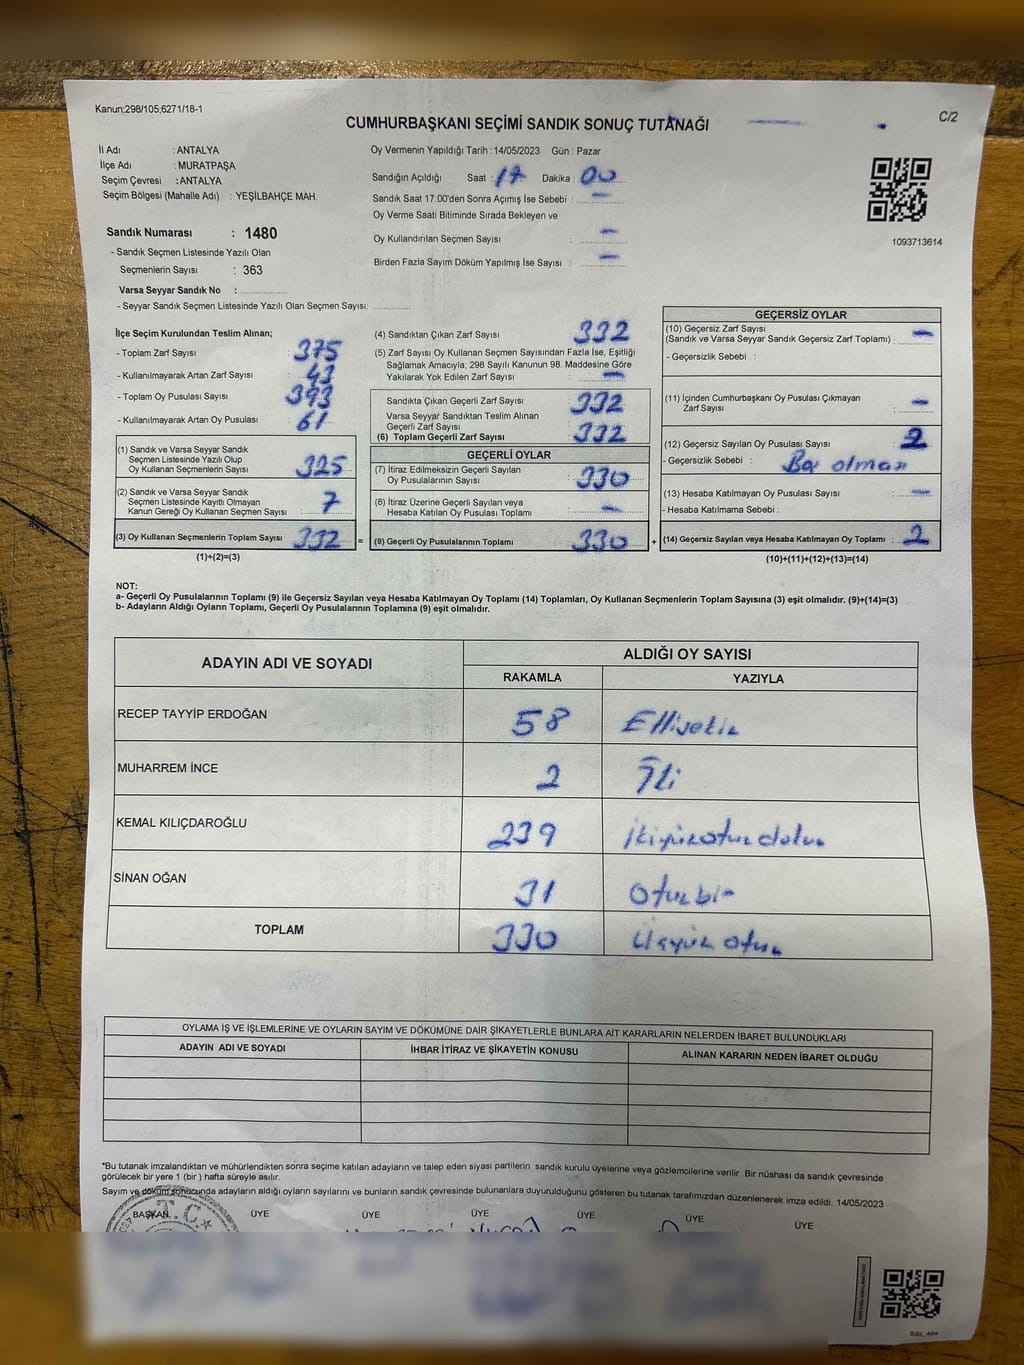 Kanun;298/105;6271/18-1
C/2
CUMHURBAŞKANI SEÇİMİ SANDIK SONUÇ TUTANAĞI
İl Adı : ANTALYA
İlçe Adı : MURATPAŞA
Seçim Çevresi : ANTALYA
Seçim Bölgesi (Mahalle Adı) : YEŞİLBAHÇE MAH.
Sandık Numarası : 1480
- Sandık Seçmen Listesinde Yazılı Olan
Seçmenlerin Sayısı : 363
Varsa Seyyar Sandık No :
- Seyyar Sandık Seçmen Listesinde Yazılı Olan Seçmen Sayısı:
Oy Vermenin Yapıldığı Tarih : 14/05/2023 Gün : Pazar
Sandığın Açıldığı Saat : 17 Dakika : 00
Sandık Saat 17:00'den Sonra Açımış İse Sebebi : -
Oy Verme Saati Bitiminde Sırada Bekleyen ve
Oy Kullandırılan Seçmen Sayısı : -
Birden Fazla Sayım Döküm Yapılmış İse Sayısı : -
1093713614
İlçe Seçim Kurulundan Teslim Alınan;
- Toplam Zarf Sayısı : 375
- Kullanılmayarak Artan Zarf Sayısı : 43
- Toplam Oy Pusulası Sayısı : 393
- Kullanılmayarak Artan Oy Pusulası : 61
(1) Sandık ve Varsa Seyyar Sandık
Seçmen Listesinde Yazılı Olup
Oy Kullanan Seçmenlerin Sayısı : 325
(2) Sandık ve Varsa Seyyar Sandık
Seçmen Listesinde Kayıtlı Olmayan
Kanun Gereği Oy Kullanan Seçmen Sayısı : 7
(3) Oy Kullanan Seçmenlerin Toplam Sayısı : 332
(1)+(2)=(3)
=
(4) Sandıktan Çıkan Zarf Sayısı : 332
(5) Zarf Sayısı Oy Kullanan Seçmen Sayısından Fazla İse, Eşitliği
Sağlamak Amacıyla; 298 Sayılı Kanunun 98. Maddesine Göre
Yakılarak Yok Edilen Zarf Sayısı : -
Sandıkta Çıkan Geçerli Zarf Sayısı : 332
Varsa Seyyar Sandıktan Teslim Alınan
Geçerli Zarf Sayısı :
(6) Toplam Geçerli Zarf Sayısı : 332
GEÇERLİ OYLAR
(7) İtiraz Edilmeksizin Geçerli Sayılan
Oy Pusulalarının Sayısı : 330
(8) İtiraz Üzerine Geçerli Sayılan veya
Hesaba Katılan Oy Pusulası Toplamı : -
(9) Geçerli Oy Pusulalarının Toplamı : 330
+
GEÇERSİZ OYLAR
(10) Geçersiz Zarf Sayısı
(Sandık ve Varsa Seyyar Sandık Geçersiz Zarf Toplamı) : -
- Geçersizlik Sebebi :
(11) İçinden Cumhurbaşkanı Oy Pusulası Çıkmayan
Zarf Sayısı : -
(12) Geçersiz Sayılan Oy Pusulası Sayısı : 2
- Geçersizlik Sebebi : Boş olması
(13) Hesaba Katılmayan Oy Pusulası Sayısı : -
- Hesaba Katılmama Sebebi :
(14) Geçersiz Sayılan veya Hesaba Katılmayan Oy Toplamı : 2
(10)+(11)+(12)+(13)=(14)
NOT:
a- Geçerli Oy Pusulalarının Toplamı (9) ile Geçersiz Sayılan veya Hesaba Katılmayan Oy Toplamı (14) Toplamları, Oy Kullanan Seçmenlerin Toplam Sayısına (3) eşit olmalıdır. (9)+(14)=(3)
b- Adayların Aldığı Oyların Toplamı, Geçerli Oy Pusulalarının Toplamına (9) eşit olmalıdır.
ADAYIN ADI VE SOYADI
ALDIĞI OY SAYISI
RAKAMLA YAZIYLA
RECEP TAYYİP ERDOĞAN 58 Ellisekiz
MUHARREM İNCE 2 İki
KEMAL KILIÇDAROĞLU 239 İkiyüzotuzdokuz
SİNAN OĞAN 31 otuzbir
TOPLAM 330 Üçyüzotuz
OYLAMA İŞ VE İŞLEMLERİNE VE OYLARIN SAYIM VE DÖKÜMÜNE DAİR ŞİKAYETLERLE BUNLARA AİT KARARLARIN NELERDEN İBARET BULUNDUKLARI
ADAYIN ADI VE SOYADI İHBAR İTİRAZ VE ŞİKAYETİN KONUSU ALINAN KARARIN NEDEN İBARET OLDUĞU
*Bu tutanak imzalandıktan ve mühürlendikten sonra seçime katılan adayların ve talep eden siyasi partilerin sandık kurulu üyelerine veya gözlemcilerine verilir. Bir nüshası da sandık çevresinde
görülecek bir yere 1 (bir) hafta süreyle asılır.
Sayım ve döküm sonucunda adayların aldığı oyların sayılarını ve bunların sandık çevresinde bulunanlara duyurulduğunu gösteren bu tutanak tarafımızdan düzenlenerek imza edildi. 14/05/2023
BAŞKAN ÜYE ÜYE ÜYE ÜYE ÜYE ÜYE
T.C.